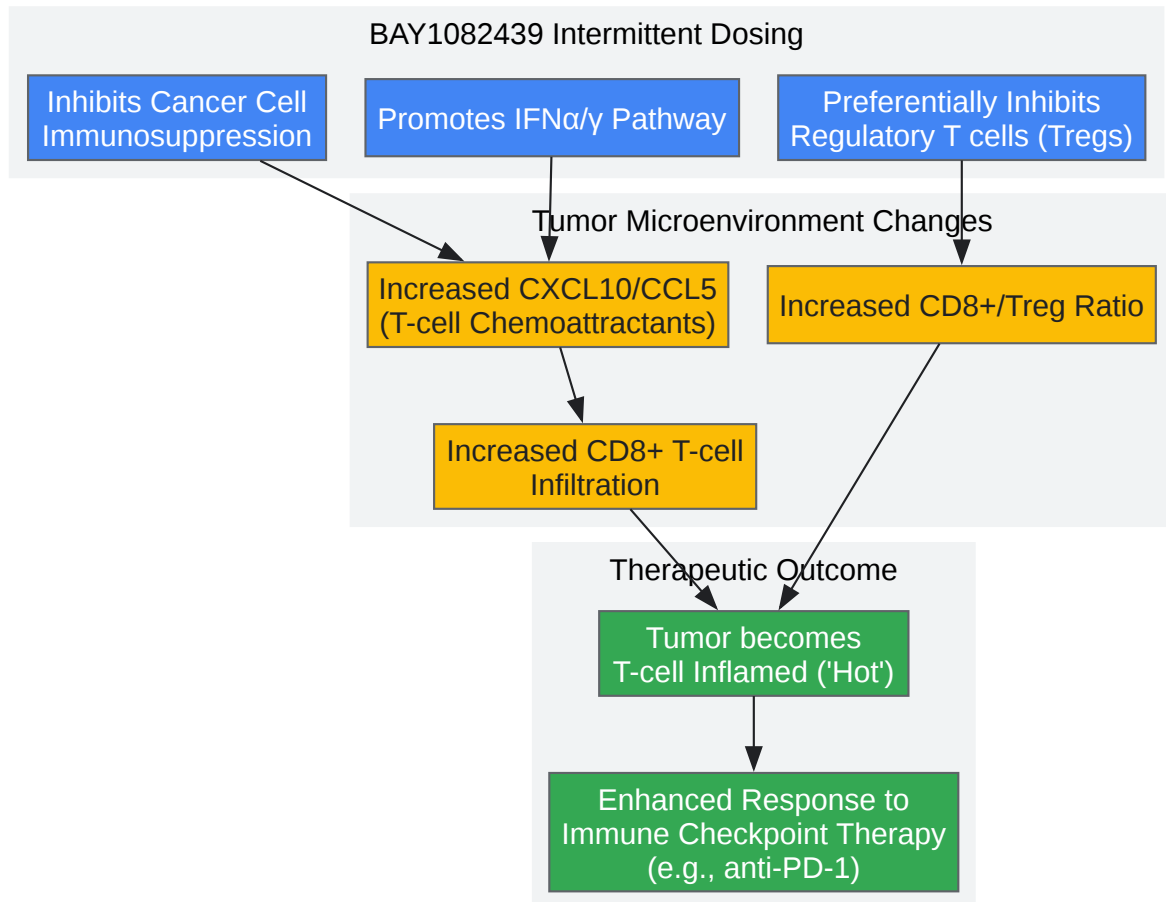 BAY1082439 Intermittent Dosing
Inhibits Cancer Cell
Immunosuppression
Promotes IFNα/γ Pathway
Preferentially Inhibits
Regulatory T cells (Tregs)
Tumor Microenvironment Changes
Increased CXCL10/CCL5
(T-cell Chemoattractants)
Increased CD8+/Treg Ratio
Increased CD8+ T-cell
Infiltration
Therapeutic Outcome
Tumor becomes
T-cell Inflamed ('Hot')
Enhanced Response to
Immune Checkpoint Therapy
(e.g., anti-PD-1)